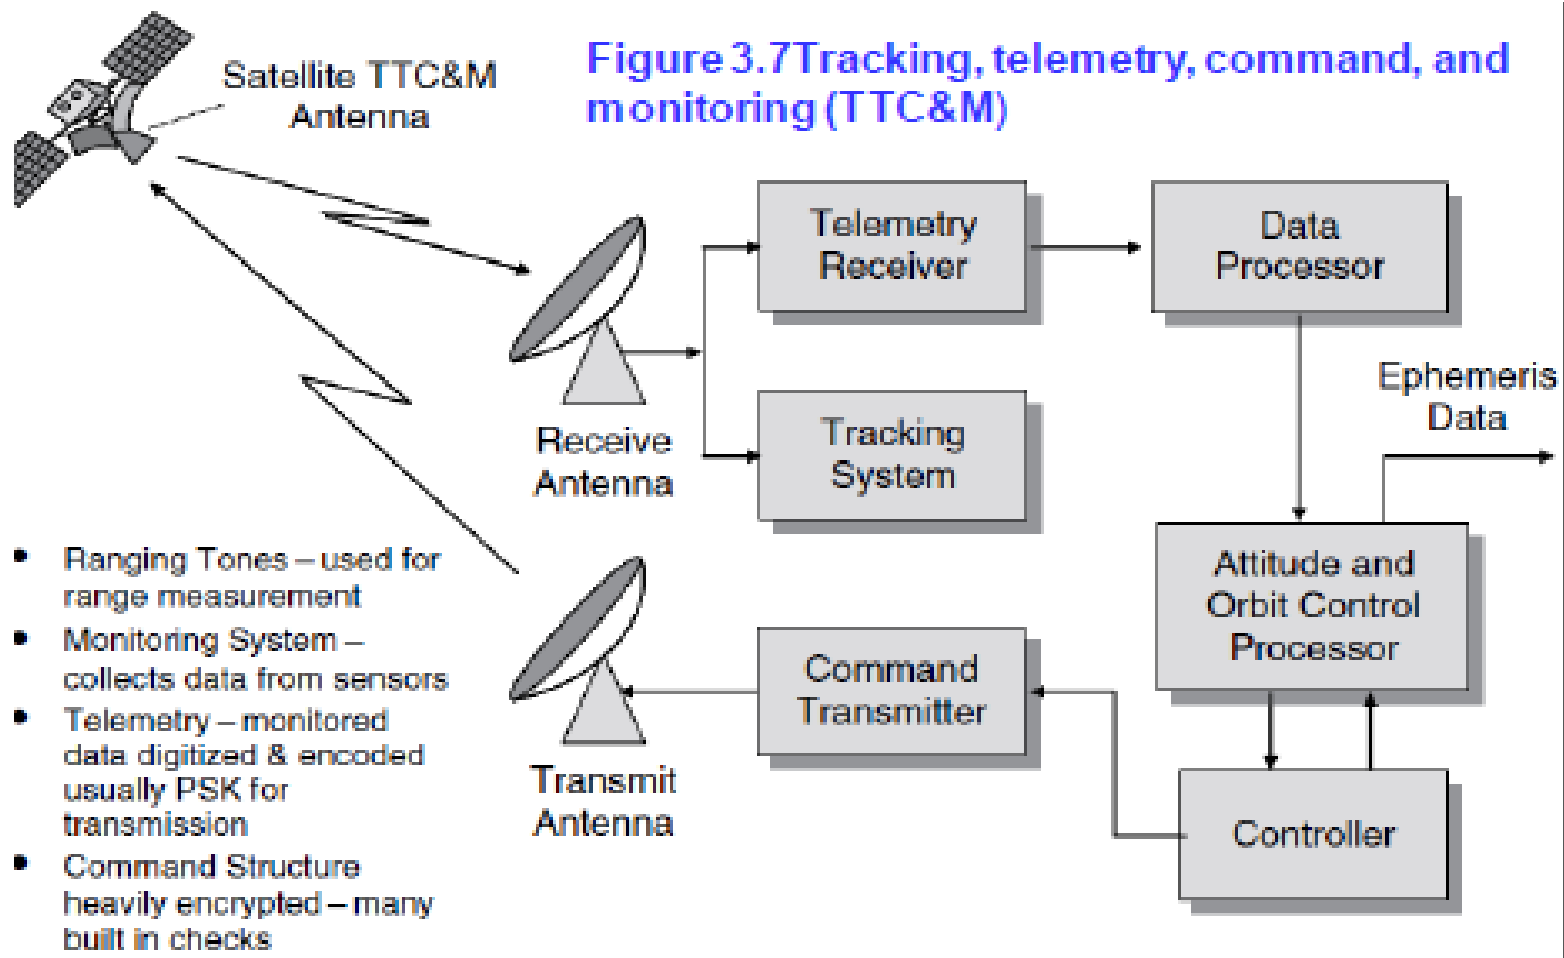 Figure 3.7Tracking, telemetry, command, and
monitoring (TTC&M)
Satellite TTC&M
Antenna
Telemetry
Receiver
Data
Processor
Ephemeris
Data
Receive
Antenna
Tracking
System
Attitude and
Orbit Control
Processor
Command
Transmitter
Transmit
Antenna
Controller
• Ranging Tones – used for
range measurement
• Monitoring System –
collects data from sensors
• Telemetry – monitored
data digitized & encoded
usually PSK for
transmission
• Command Structure
heavily encrypted – many
built in checks